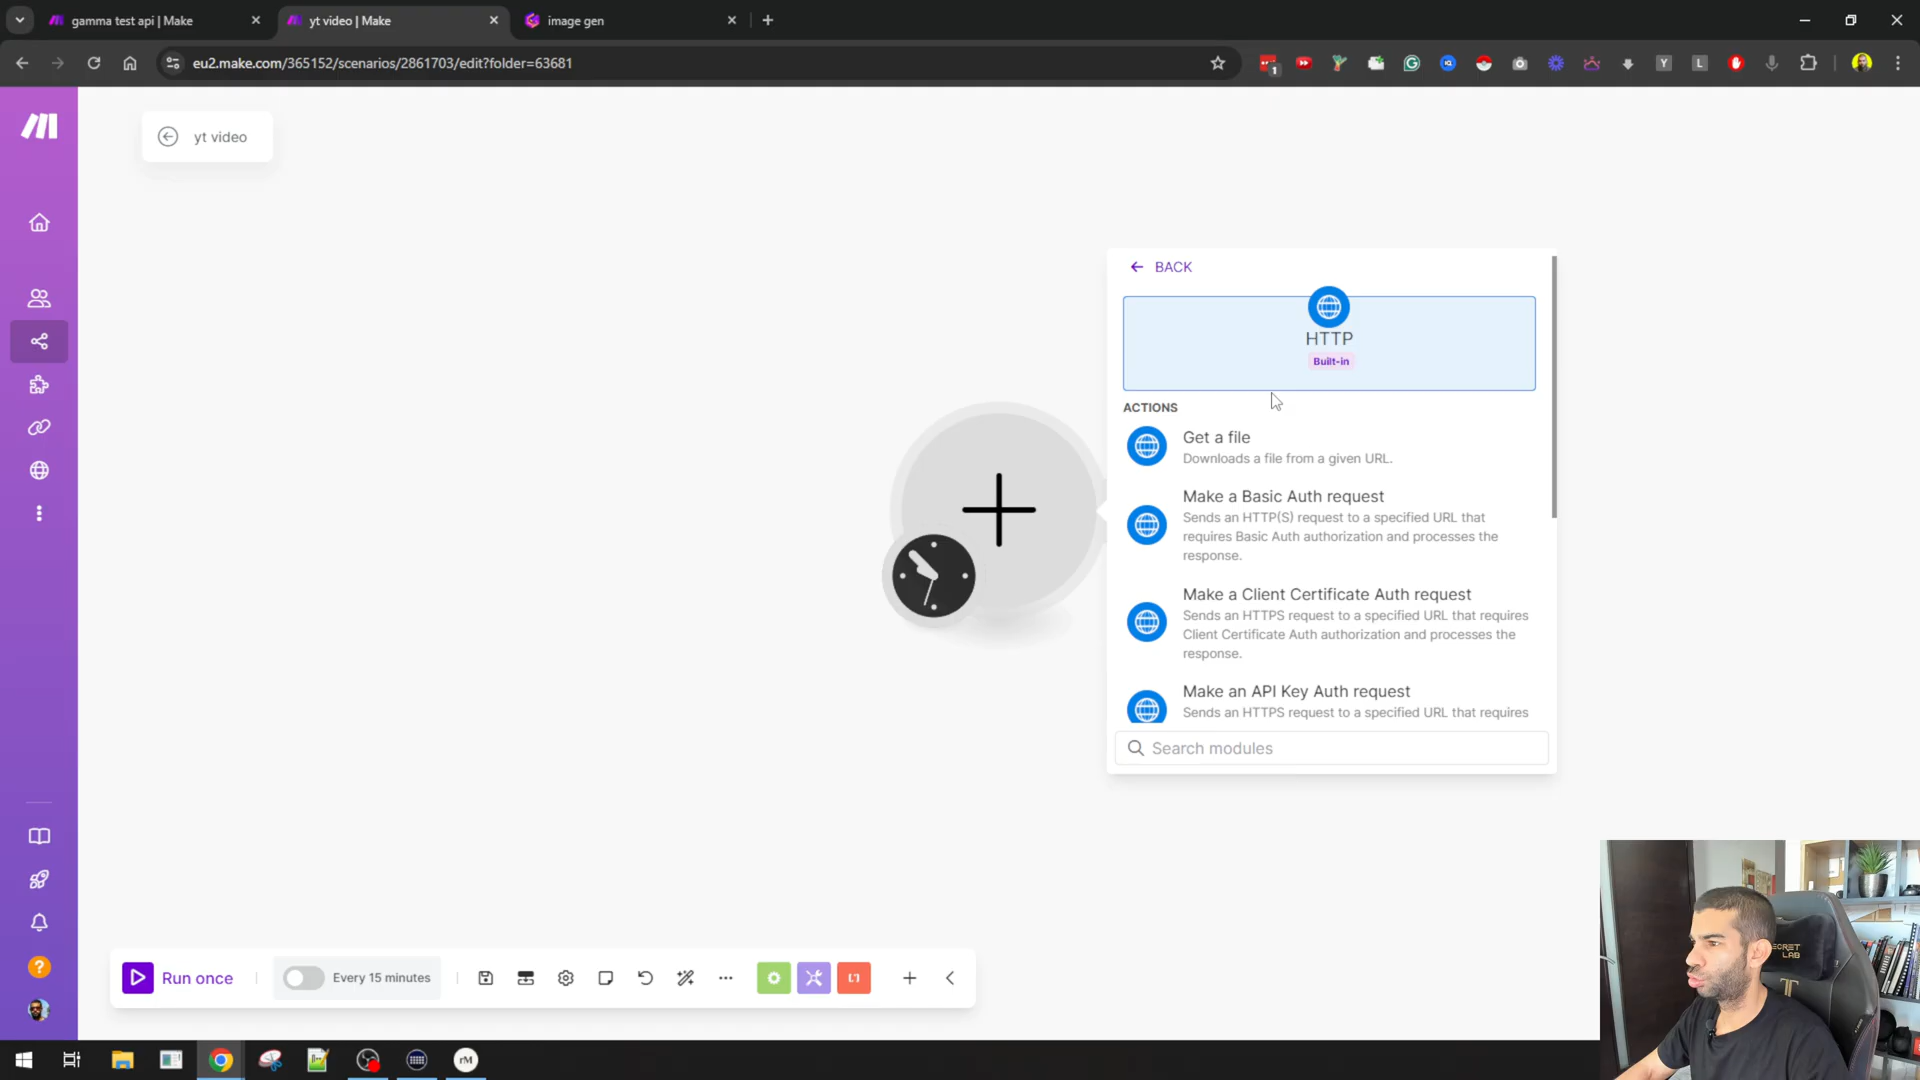 gamma test api | Make
yt video | Make
image gen
eu2.make.com/365152/scenarios/2861703/edit?folder=63681
1
Y
L
yt video
BACK
HTTP
Built-in
ACTIONS
Get a file
Downloads a file from a given URL.
Make a Basic Auth request
Sends an HTTP(S) request to a specified URL that
requires Basic Auth authorization and processes the
response.
Make a Client Certificate Auth request
Sends an HTTPS request to a specified URL that requires
Client Certificate Auth authorization and processes the
response.
Make an API Key Auth request
Sends an HTTPS request to a specified URL that requires
Search modules
SECRET
LAB
?
Run once
Every 15 minutes
rM